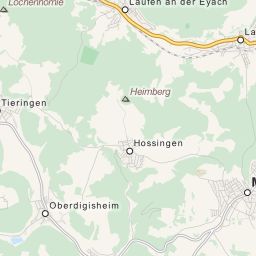 Lochenhörnle
Laufen an der Eyach
La
Heimberg
Tieringen
Hossingen
M
Oberdigisheim